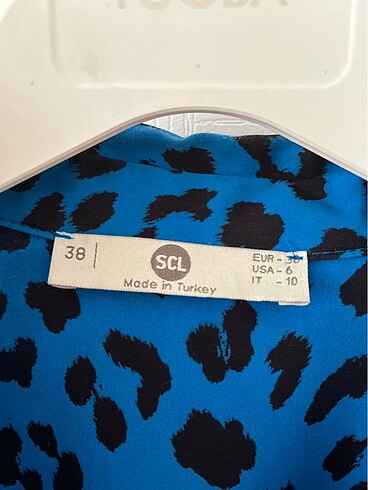 38
SCL
Made in Turkey
EUR - 38
USA - 6
IT - 10